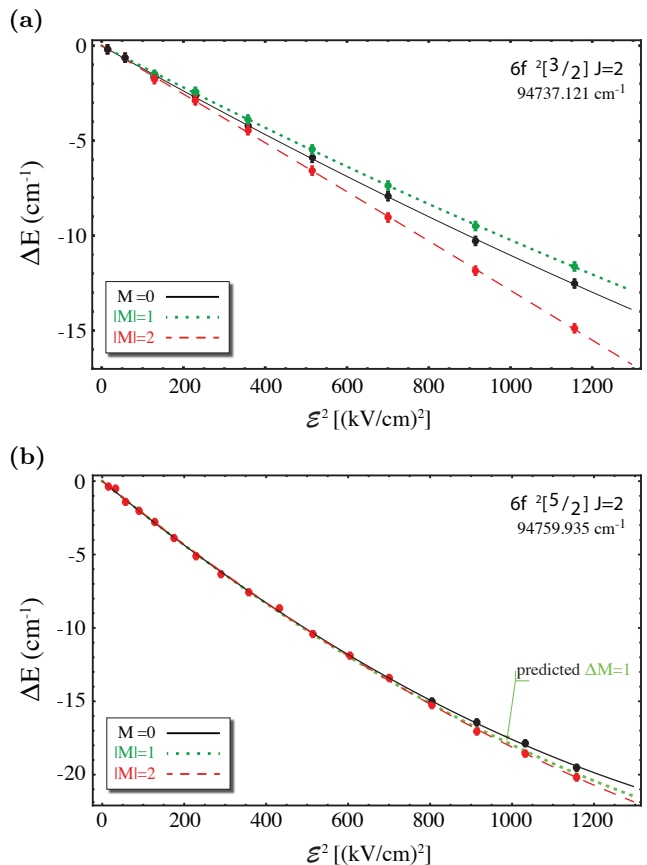 (a)
6f ²[3/2] J=2
94737.121 cm⁻¹
0
-5
-10
-15
ΔE (cm⁻¹)
M=0
|M|=1
|M|=2
0 200 400 600 800 1000 1200
ℰ² [(kV/cm)²]
(b)
6f ²[5/2] J=2
94759.935 cm⁻¹
0
-5
-10
-15
-20
ΔE (cm⁻¹)
predicted ΔM=1
M=0
|M|=1
|M|=2
0 200 400 600 800 1000 1200
ℰ² [(kV/cm)²]